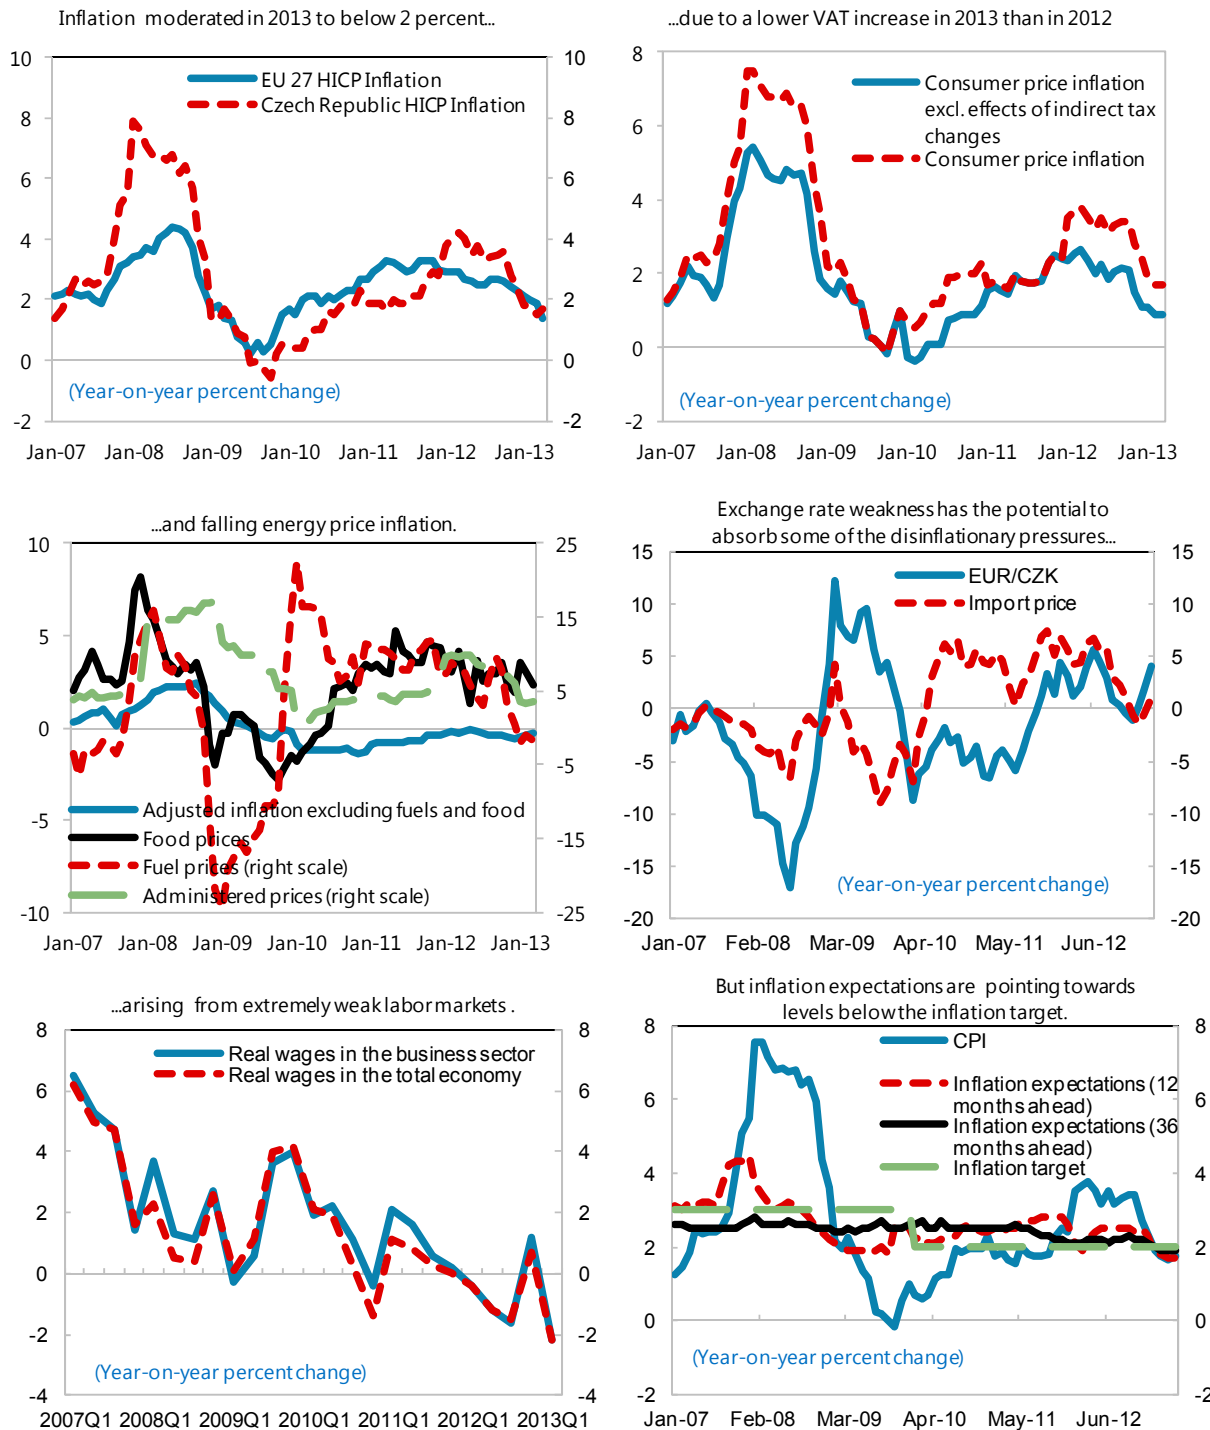 Inflation moderated in 2013 to below 2 percent...
10
8
6
4
2
0
-2
10
8
6
4
2
0
-2
EU 27 HICP Inflation
Czech Republic HICP Inflation
(Year-on-year percent change)
Jan-07 Jan-08 Jan-09 Jan-10 Jan-11 Jan-12 Jan-13
...due to a lower VAT increase in 2013 than in 2012
8
6
4
2
0
-2
Consumer price inflation
excl. effects of indirect tax
changes
Consumer price inflation
(Year-on-year percent change)
Jan-07 Jan-08 Jan-09 Jan-10 Jan-11 Jan-12 Jan-13
...and falling energy price inflation.
10
5
0
-5
-10
25
15
5
-5
-15
-25
Adjusted inflation excluding fuels and food
Food prices
Fuel prices (right scale)
Administered prices (right scale)
Jan-07 Jan-08 Jan-09 Jan-10 Jan-11 Jan-12 Jan-13
Exchange rate weakness has the potential to
absorb some of the disinflationary pressures...
15
10
5
0
-5
-10
-15
-20
15
10
5
0
-5
-10
-15
-20
EUR/CZK
Import price
(Year-on-year percent change)
Jan-07 Feb-08 Mar-09 Apr-10 May-11 Jun-12
...arising from extremely weak labor markets .
8
6
4
2
0
-2
-4
8
6
4
2
0
-2
-4
Real wages in the business sector
Real wages in the total economy
(Year-on-year percent change)
2007Q1 2008Q1 2009Q1 2010Q1 2011Q1 2012Q1 2013Q1
But inflation expectations are pointing towards
levels below the inflation target.
8
6
4
2
0
-2
8
6
4
2
0
-2
CPI
Inflation expectations (12
months ahead)
Inflation expectations (36
months ahead)
Inflation target
(Year-on-year percent change)
Jan-07 Feb-08 Mar-09 Apr-10 May-11 Jun-12